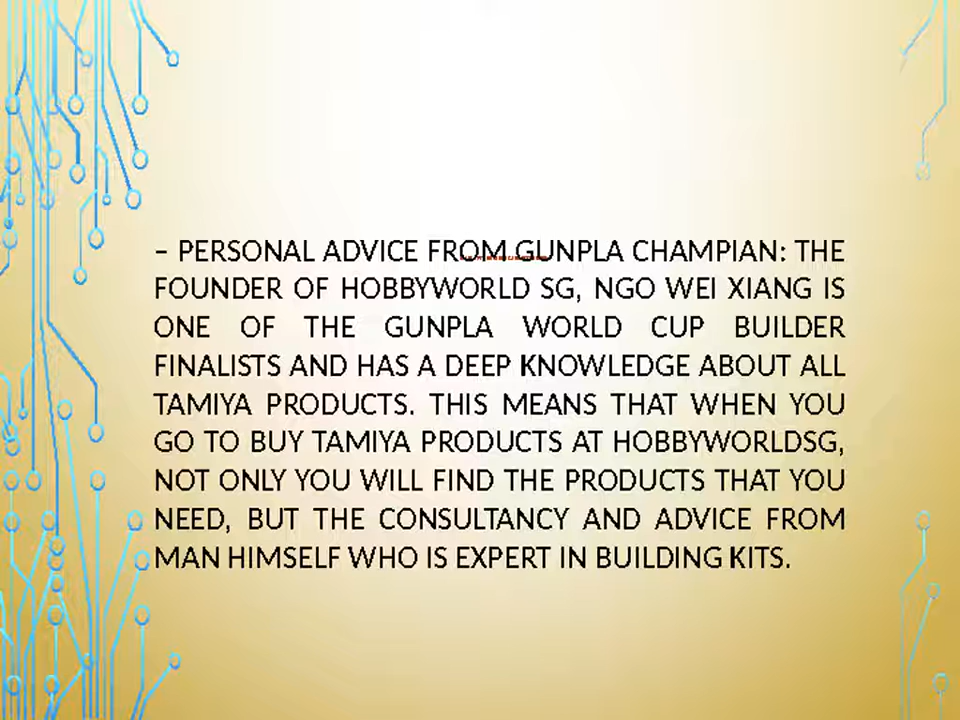 – PERSONAL ADVICE FROM GUNPLA CHAMPIAN: THE
FOUNDER OF HOBBYWORLD SG, NGO WEI XIANG IS
ONE OF THE GUNPLA WORLD CUP BUILDER
FINALISTS AND HAS A DEEP KNOWLEDGE ABOUT ALL
TAMIYA PRODUCTS. THIS MEANS THAT WHEN YOU
GO TO BUY TAMIYA PRODUCTS AT HOBBYWORLDSG,
NOT ONLY YOU WILL FIND THE PRODUCTS THAT YOU
NEED, BUT THE CONSULTANCY AND ADVICE FROM
MAN HIMSELF WHO IS EXPERT IN BUILDING KITS.